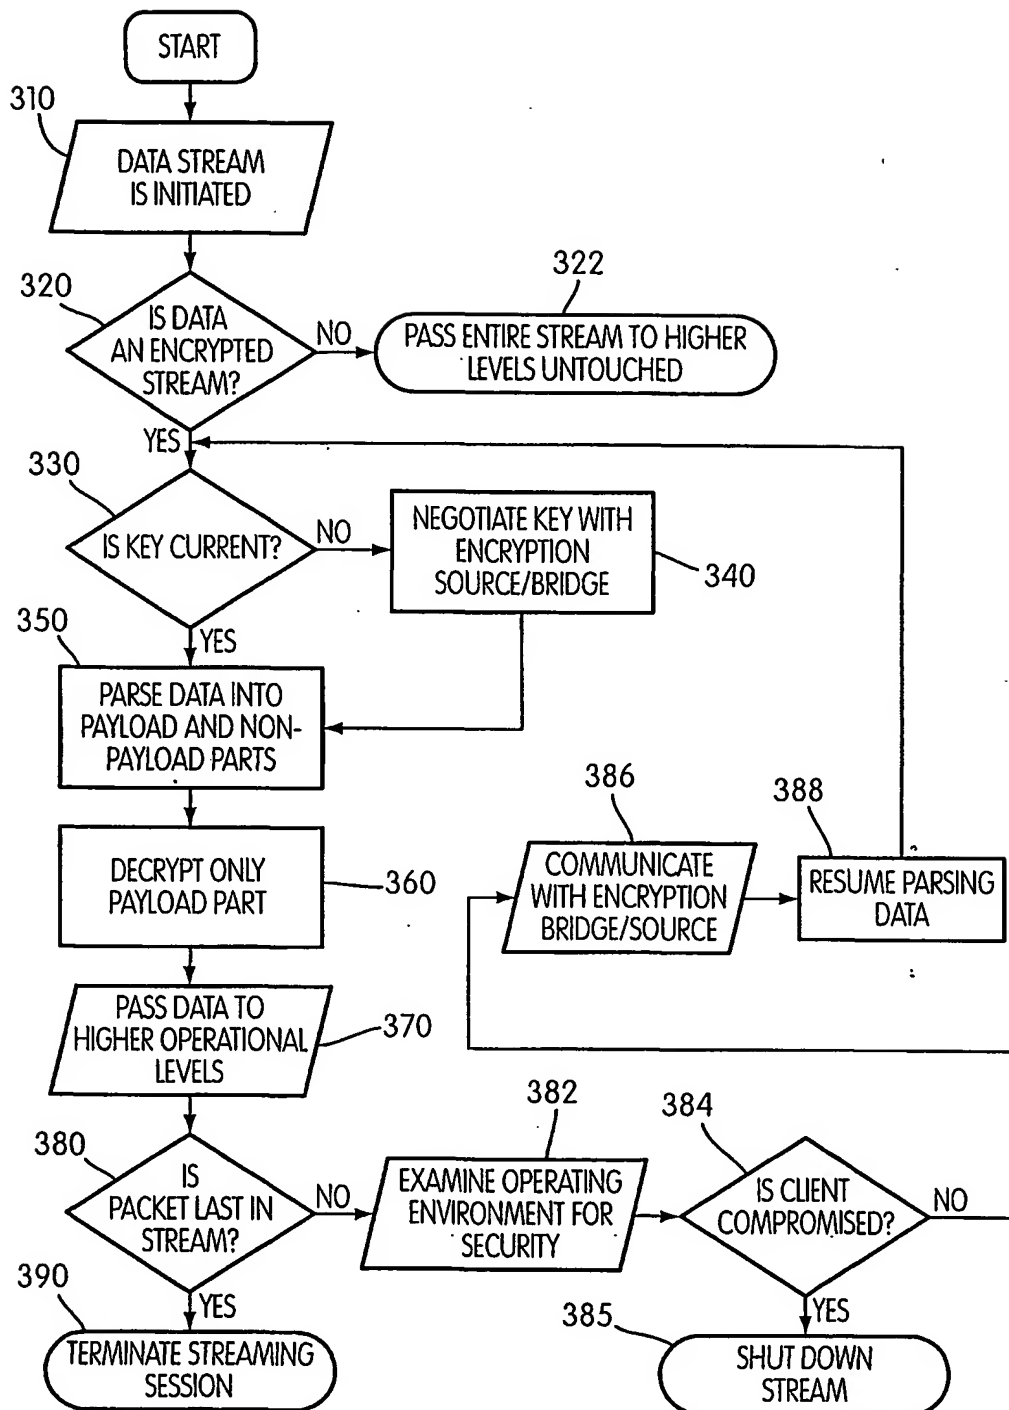 START
310
DATA STREAM
IS INITIATED
320
IS DATA
AN ENCRYPTED
STREAM?
NO
322
PASS ENTIRE STREAM TO HIGHER
LEVELS UNTOUCHED
YES
330
IS KEY CURRENT?
NO
NEGOTIATE KEY WITH
ENCRYPTION
SOURCE/BRIDGE
340
350
YES
PARSE DATA INTO
PAYLOAD AND NON-
PAYLOAD PARTS
DECRYPT ONLY
PAYLOAD PART
360
386
COMMUNICATE
WITH ENCRYPTION
BRIDGE/SOURCE
388
RESUME PARSING
DATA
PASS DATA TO
HIGHER OPERATIONAL
LEVELS
370
380
IS
PACKET LAST IN
STREAM?
NO
382
EXAMINE OPERATING
ENVIRONMENT FOR
SECURITY
384
IS CLIENT
COMPROMISED?
NO
390
YES
TERMINATE STREAMING
SESSION
385
YES
SHUT DOWN
STREAM